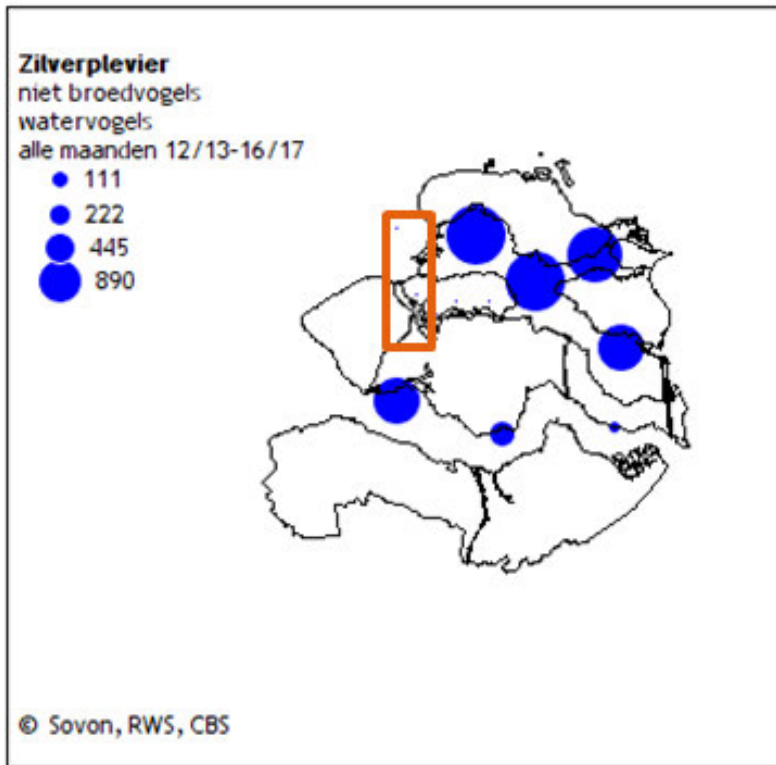 Zilverplevier
niet broedvogels
watervogels
alle maanden 12/13-16/17
111
222
445
890
© Sovon, RWS, CBS